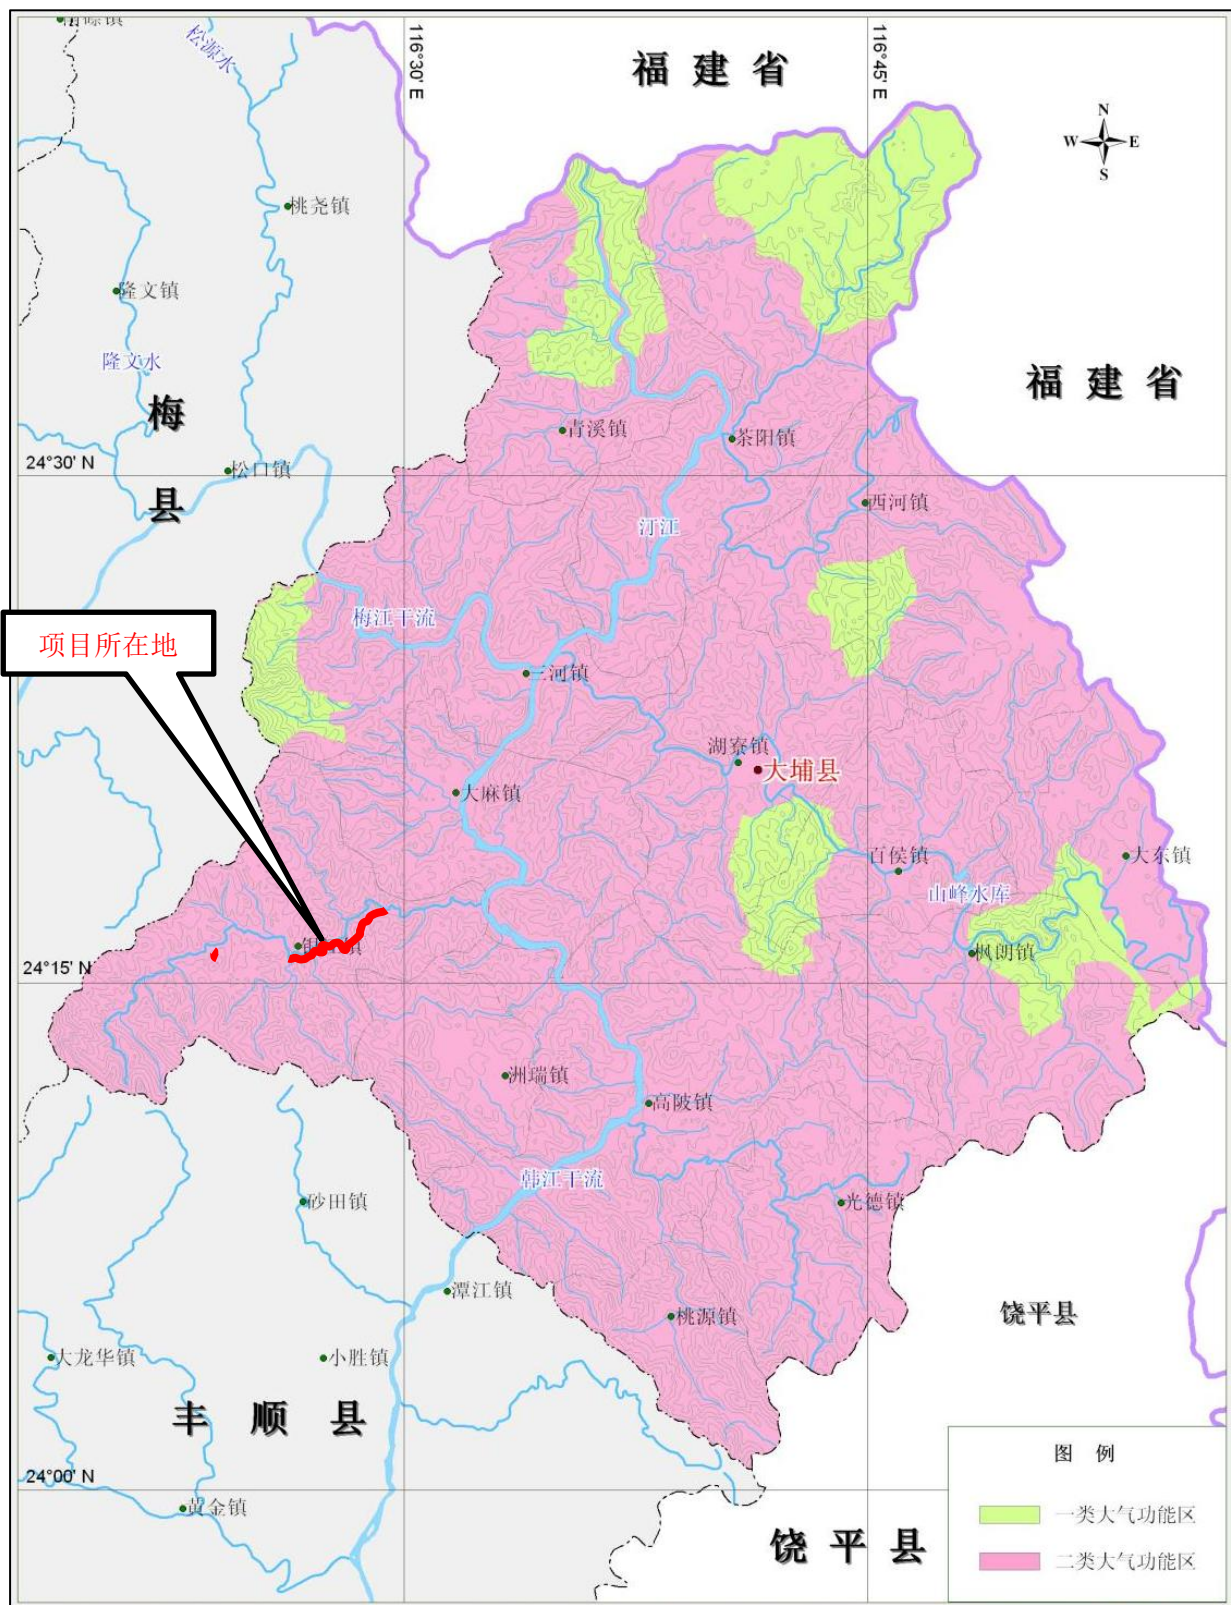 松源水
116°30' E
116°45' E
福建省
N
W E
S
桃尧镇
隆文镇
隆文水
福建省
梅县
青溪镇
茶阳镇
24°30' N
松口镇
西河镇
汀江
梅江干流
项目所在地
三河镇
湖寮镇
大埔县
大麻镇
百侯镇
大东镇
山峰水库
枫朗镇
24°15' N
洲瑞镇
高陂镇
韩江干流
砂田镇
光德镇
潭江镇
桃源镇
饶平县
大龙华镇
小胜镇
丰顺县
图例
24°00' N
黄金镇
一类大气功能区
饶平县
二类大气功能区